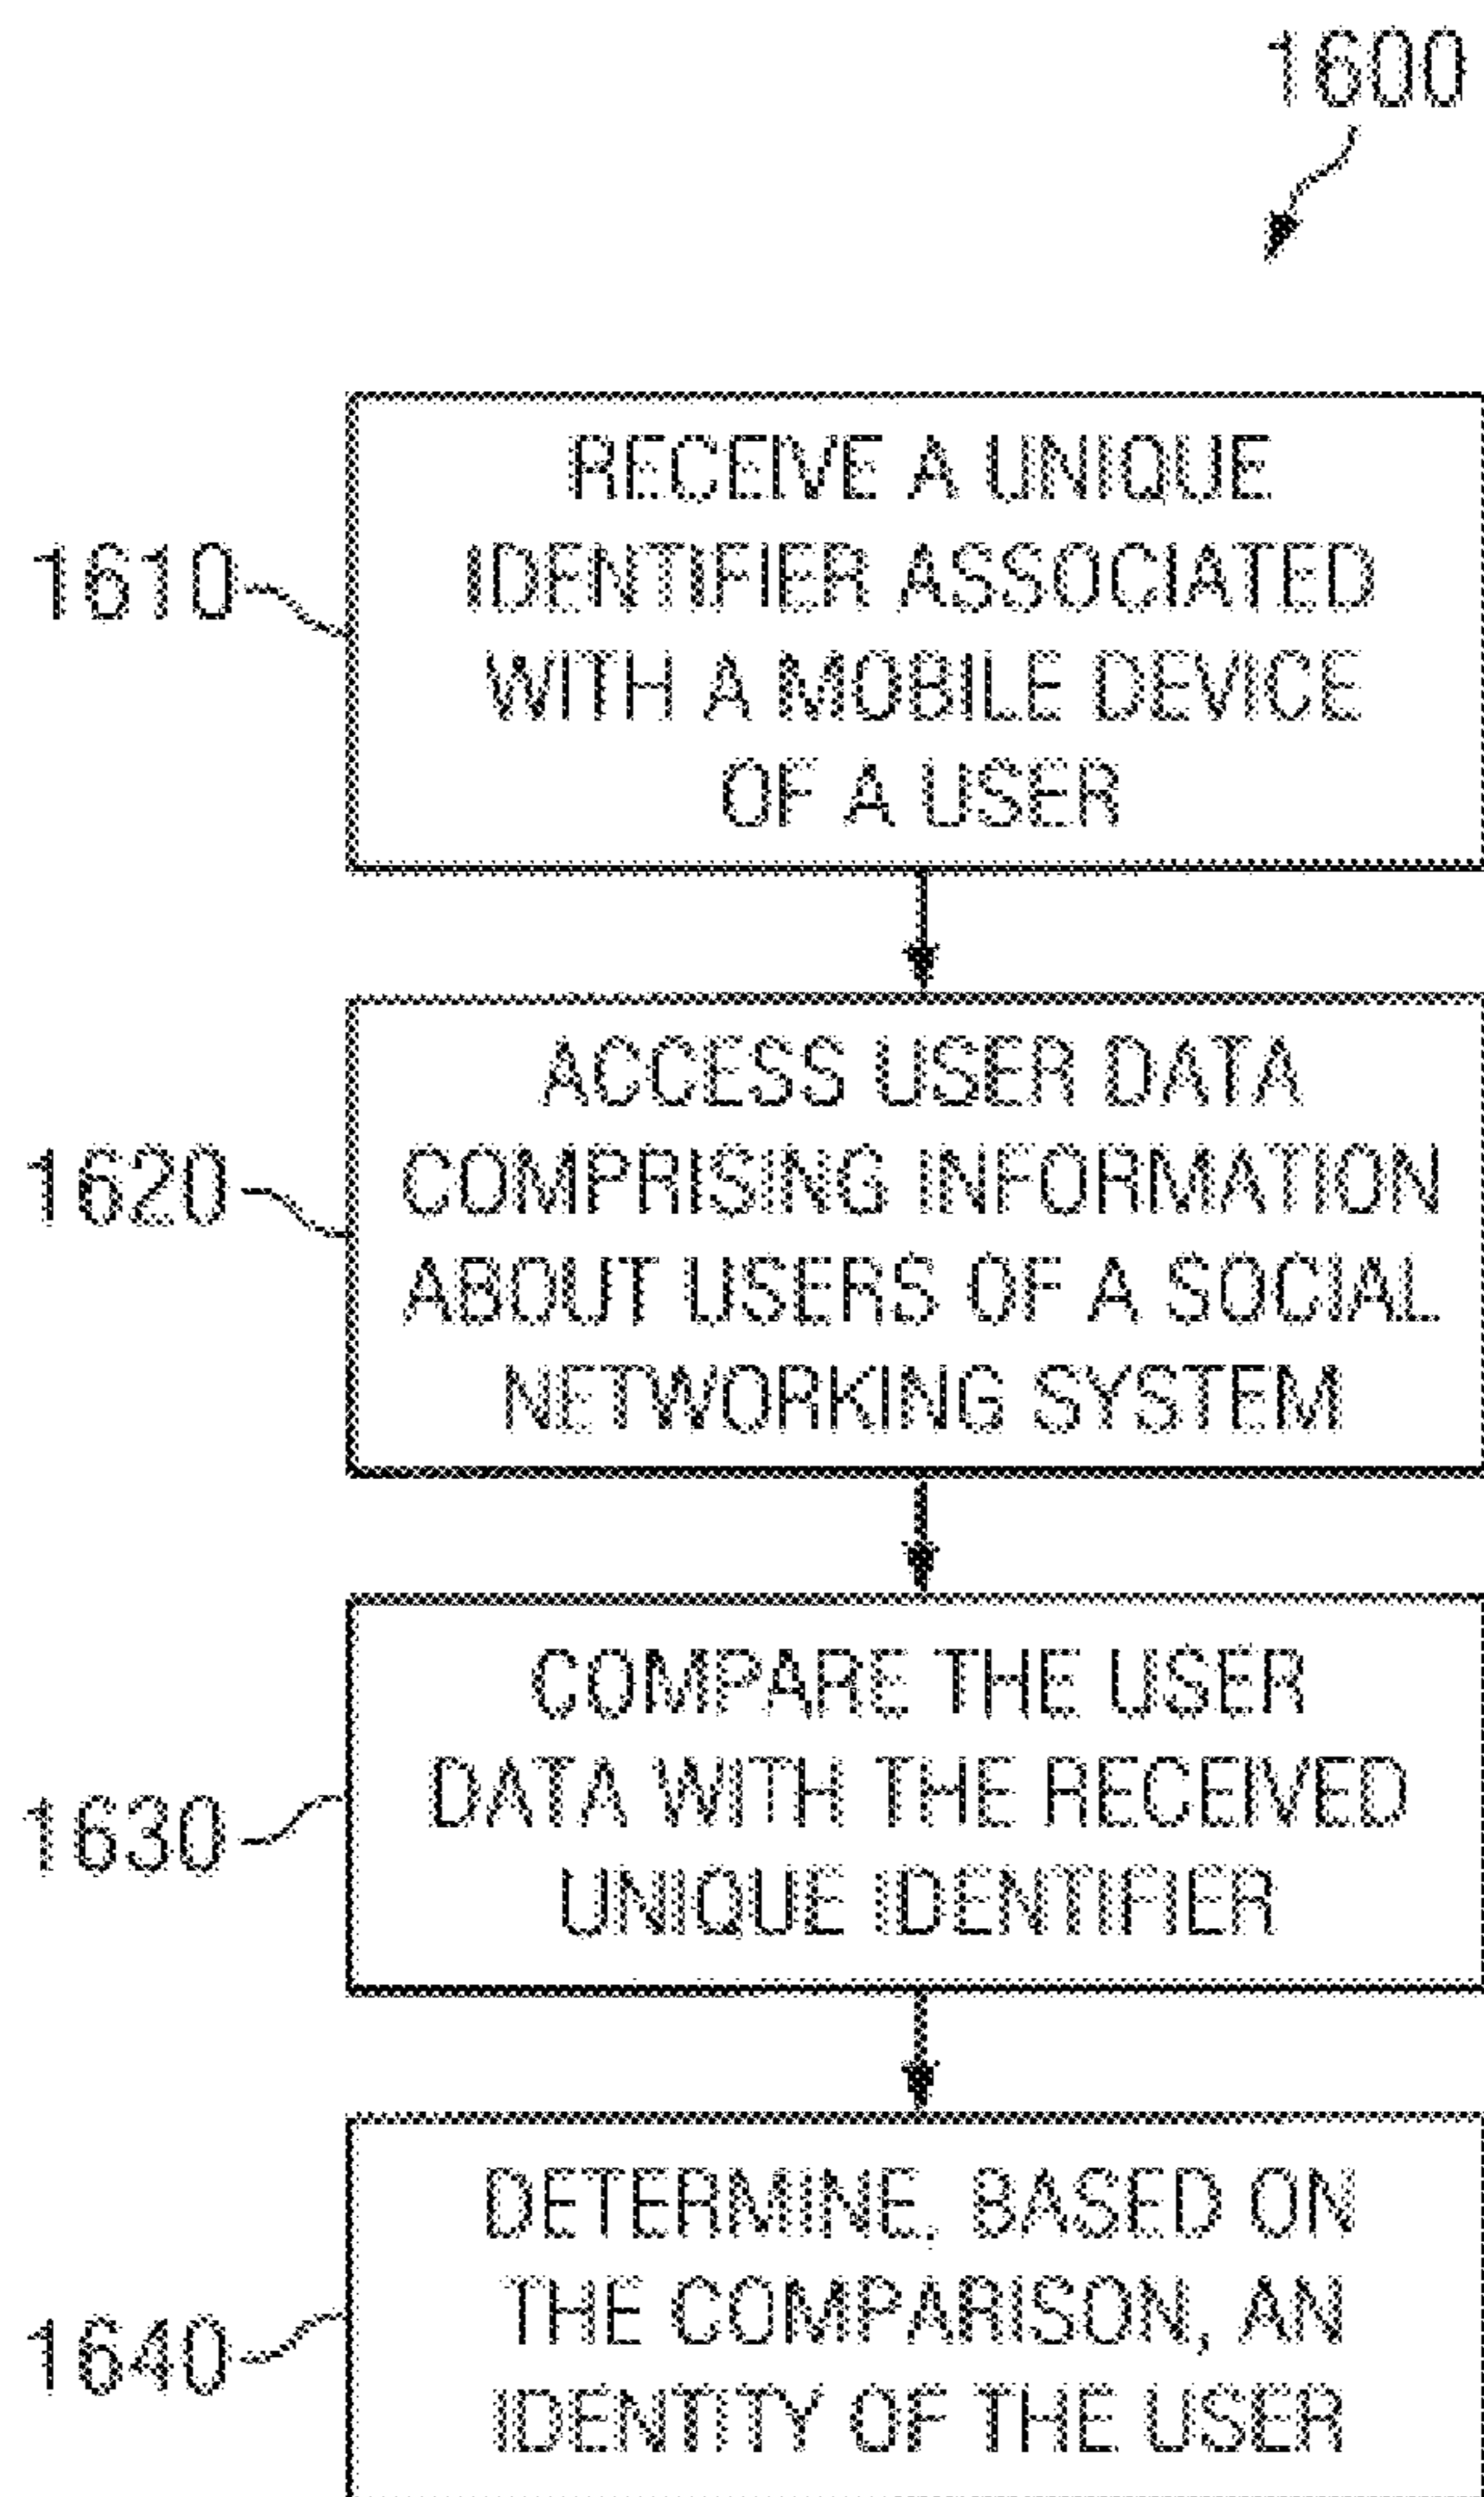 1600
RECEIVE A UNIQUE
IDENTIFIER ASSOCIATED
WITH A MOBILE DEVICE
OF A USER
1610
ACCESS USER DATA
COMPRISING INFORMATION
ABOUT USERS OF A SOCIAL
NETWORKING SYSTEM
1620
COMPARE THE USER
DATA WITH THE RECEIVED
UNIQUE IDENTIFIER
1630
DETERMINE, BASED ON
THE COMPARISON, AN
IDENTITY OF THE USER
1640